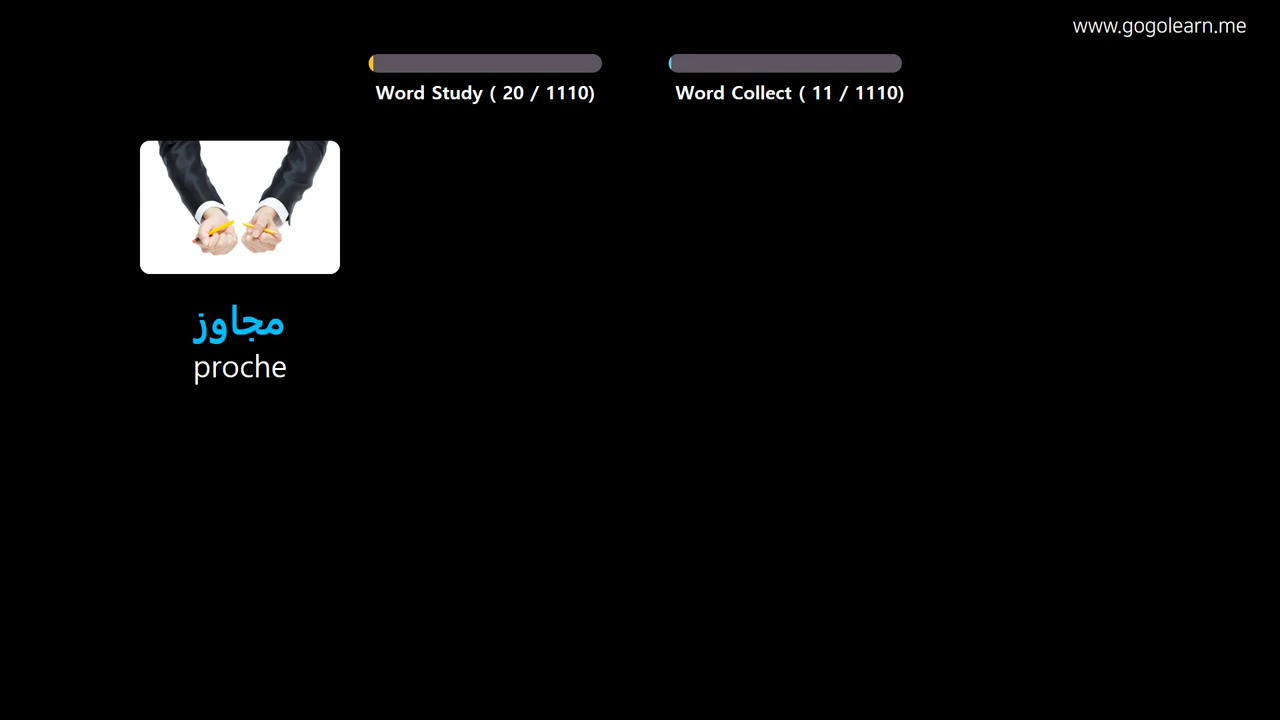 www.gogolearn.me
Word Study ( 20 / 1110)
Word Collect ( 11 / 1110)
مجاوز
proche